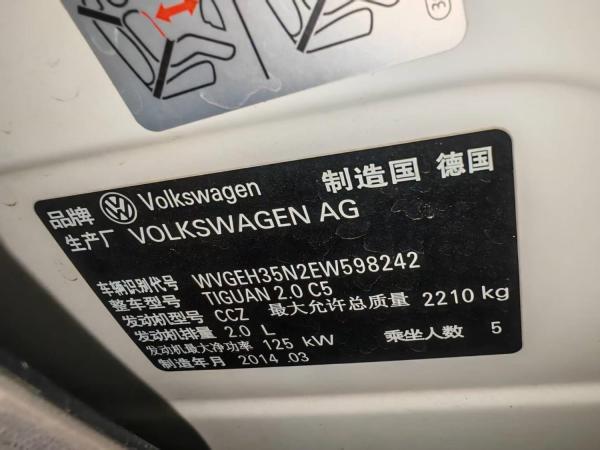 品牌 Volkswagen 制造国 德国
生产厂 VOLKSWAGEN AG
车辆识别代号 WVGEH35N2EW598242
整车型号 TIGUAN 2.0 C5
发动机型号 CCZ 最大允许总质量 2210 kg
发动机排量 2.0 L
发动机最大净功率 125 kW 乘坐人数 5
制造年月 2014 .03